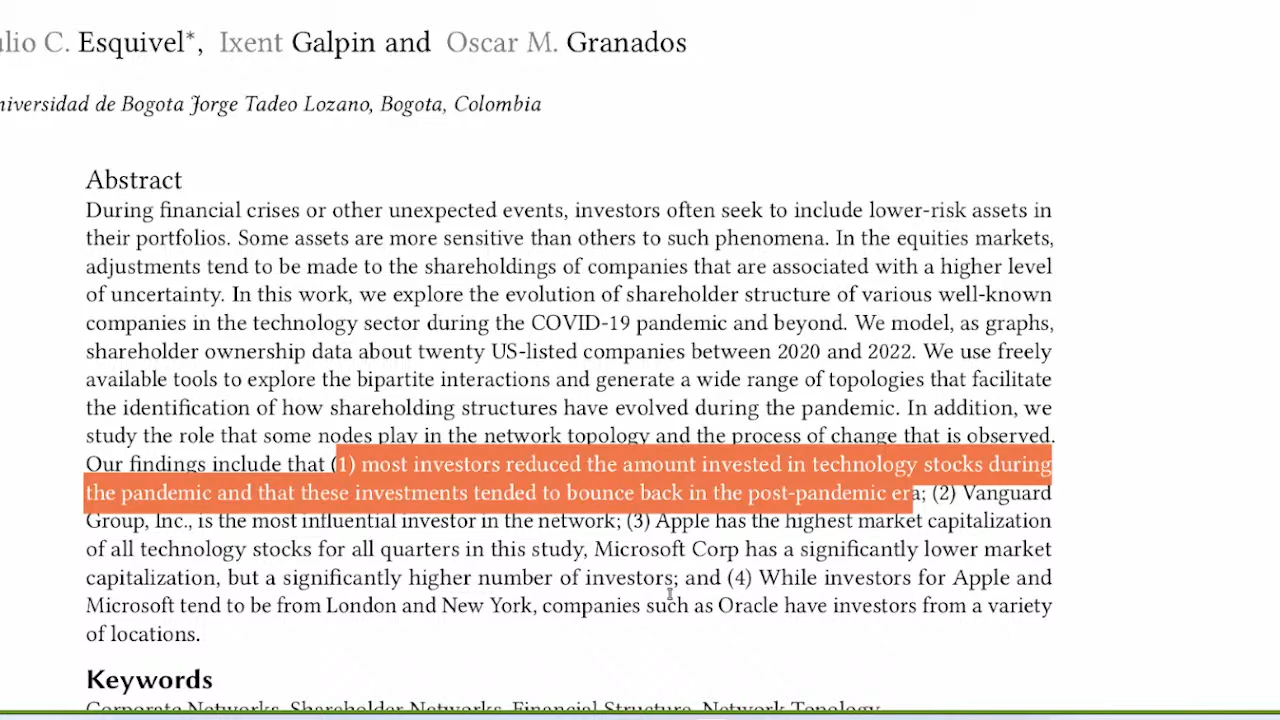 C. Esquivel*, Ixent Galpin and Oscar M. Granados
de Bogota Jorge Tadeo Lozano, Bogota, Colombia
Abstract
During financial crises or other unexpected events, investors often seek to include lower-risk assets in
their portfolios. Some assets are more sensitive than others to such phenomena. In the equities markets,
adjustments tend to be made to the shareholdings of companies that are associated with a higher level
of uncertainty. In this work, we explore the evolution of shareholder structure of various well-known
companies in the technology sector during the COVID-19 pandemic and beyond. We model, as graphs,
shareholder ownership data about twenty US-listed companies between 2020 and 2022. We use freely
available tools to explore the bipartite interactions and generate a wide range of topologies that facilitate
the identification of how shareholding structures have evolved during the pandemic. In addition, we
study the role that some nodes play in the network topology and the process of change that is observed.
Our findings include that (1) most investors reduced the amount invested in technology stocks during
the pandemic and that these investments tended to bounce back in the post-pandemic era; (2) Vanguard
Group, Inc., is the most influential investor in the network; (3) Apple has the highest market capitalization
of all technology stocks for all quarters in this study, Microsoft Corp has a significantly lower market
capitalization, but a significantly higher number of investors; and (4) While investors for Apple and
Microsoft tend to be from London and New York, companies such as Oracle have investors from a variety
of locations.
Keywords
Corporate Networks, Shareholder Networks, Financial Structure, Network Topology